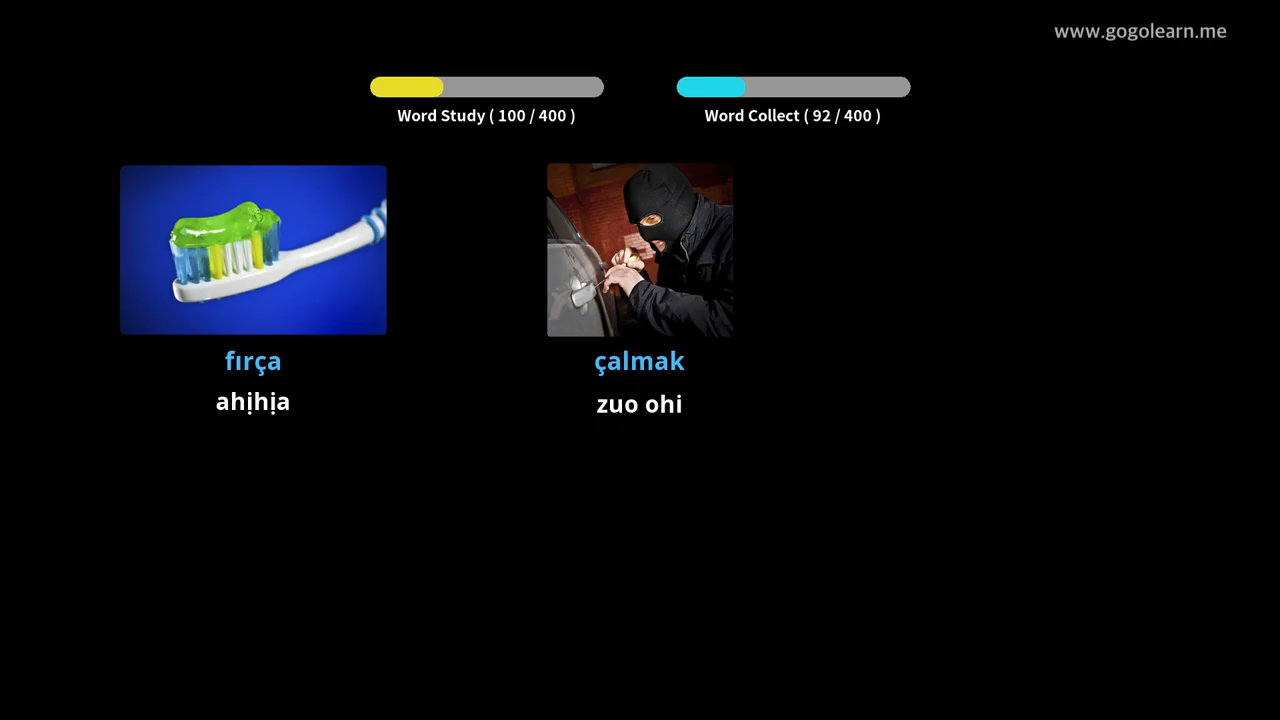 www.gogolearn.me
Word Study ( 100 / 400 )
Word Collect ( 92 / 400 )
fırça
ahịhịa
çalmak
zuo ohi